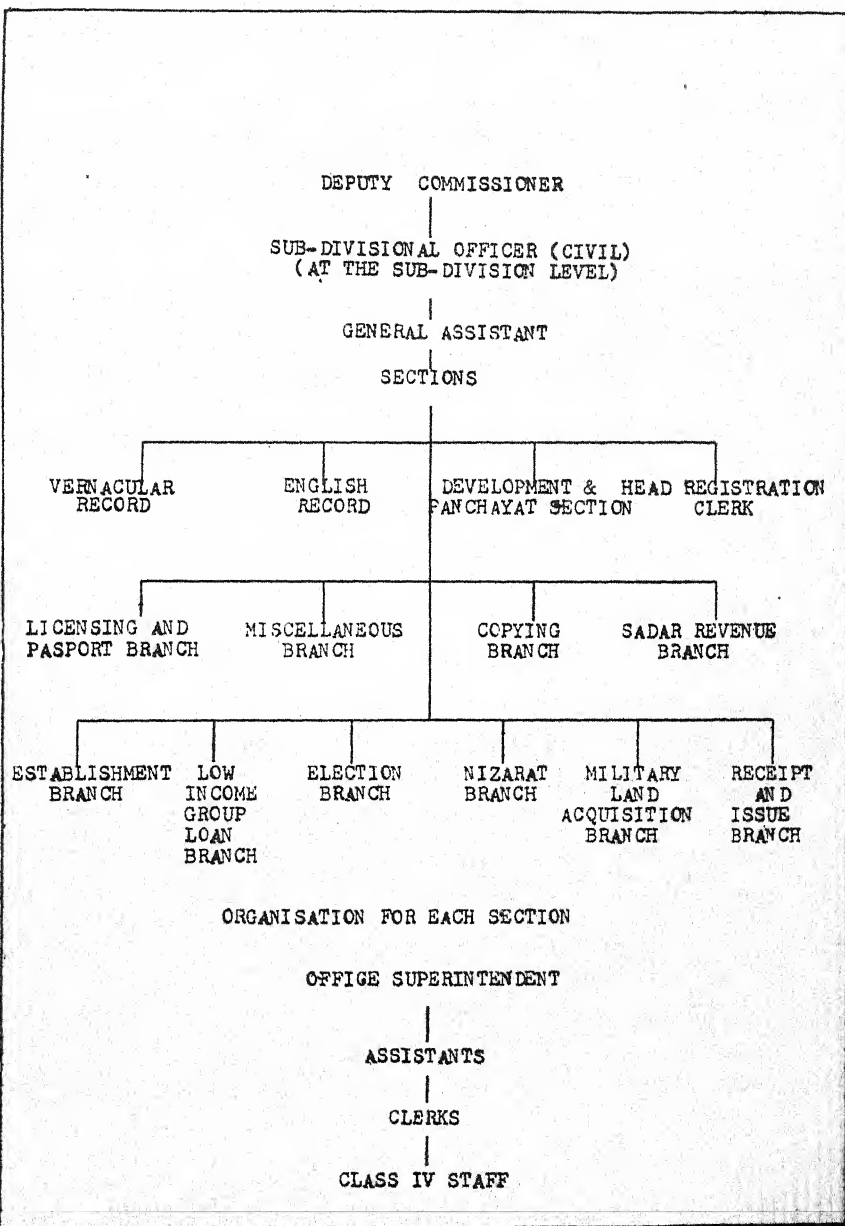 DEPUTY COMMISSIONER
SUB-DIVISIONAL OFFICER (CIVIL)
(AT THE SUB-DIVISION LEVEL)
GENERAL ASSISTANT
SECTIONS
VERNACULAR
RECORD
ENGLISH
RECORD
DEVELOPMENT &
PANCHAYAT SECTION
HEAD REGISTRATION
CLERK
LICENSING AND
PASPORT BRANCH
MISCELLANEOUS
BRANCH
COPYING
BRANCH
SADAR REVENUE
BRANCH
ESTABLISHMENT
BRANCH
LOW
INCOME
GROUP
LOAN
BRANCH
ELECTION
BRANCH
NIZARAT
BRANCH
MILITARY
LAND
ACQUISITION
BRANCH
RECEIPT
AND
ISSUE
BRANCH
ORGANISATION FOR EACH SECTION
OFFIGE SUPERINTENDENT
ASSISTANTS
CLERKS
CLASS IV STAFF